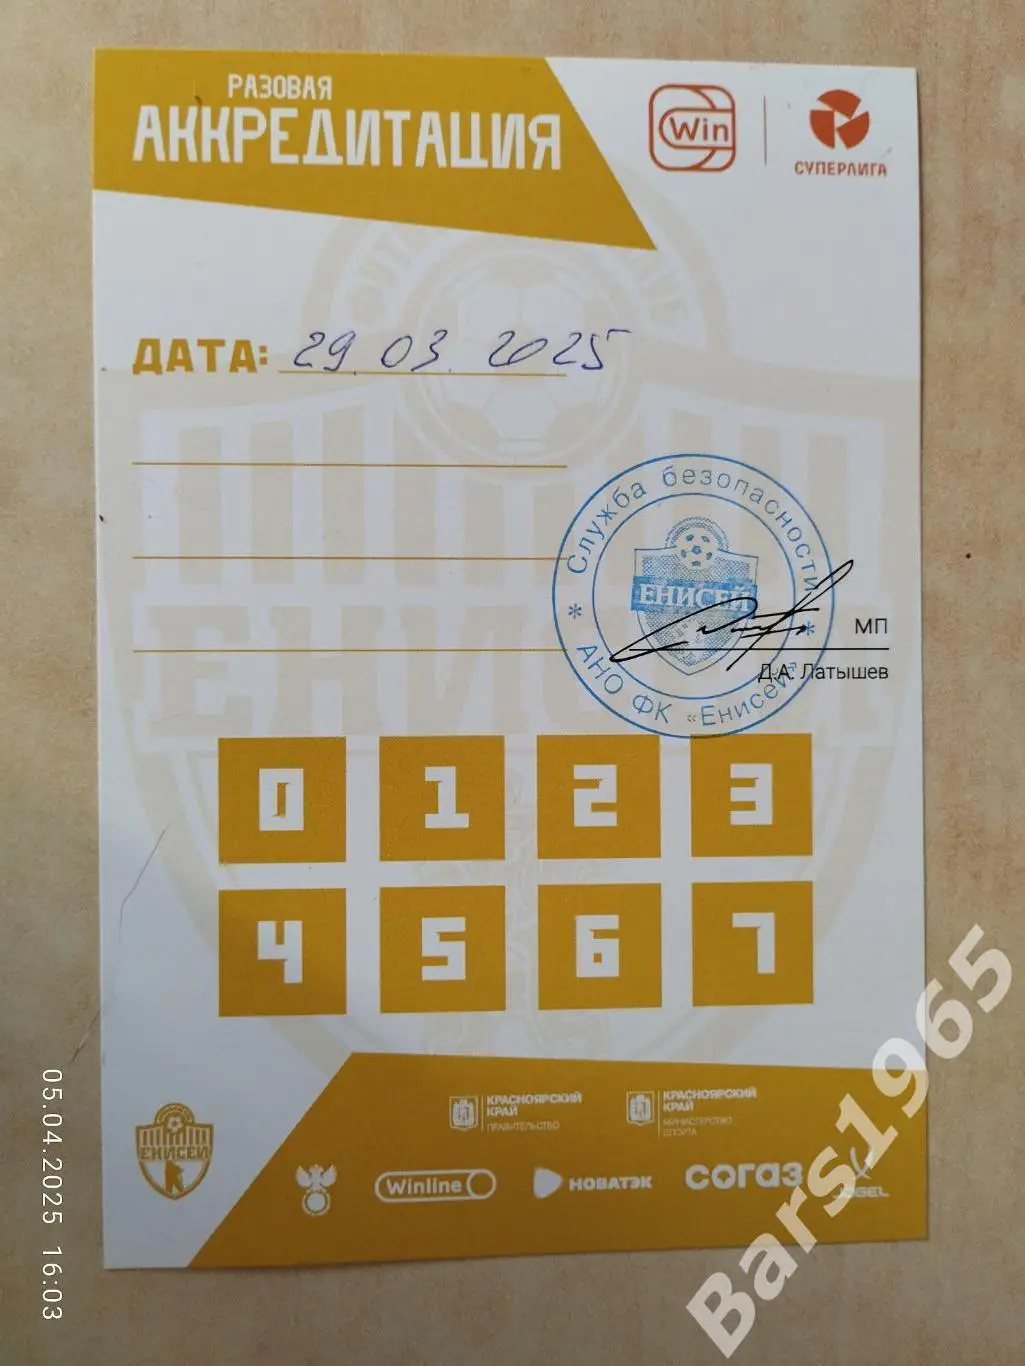 РАЗОВАЯ
АККРЕДИТАЦИЯ
Win
СУПЕРЛИГА
ДАТА: 29.03.2025
Служба безопасности
ЕНИСЕЙ
* АНО ФК «Енисей» *
МП
Д.А. Латышев
ЕНИСЕЙ
0 1 2 3
4 5 6 7
КРАСНОЯРСКИЙ
КРАЙ
ПРАВИТЕЛЬСТВО
КРАСНОЯРСКИЙ
КРАЙ
МИНИСТЕРСТВО
СПОРТА
ЕНИСЕЙ
Winline
НОВАТЭК
СОГАЗ
JOGEL
05.04.2025 16:03
Bars1965